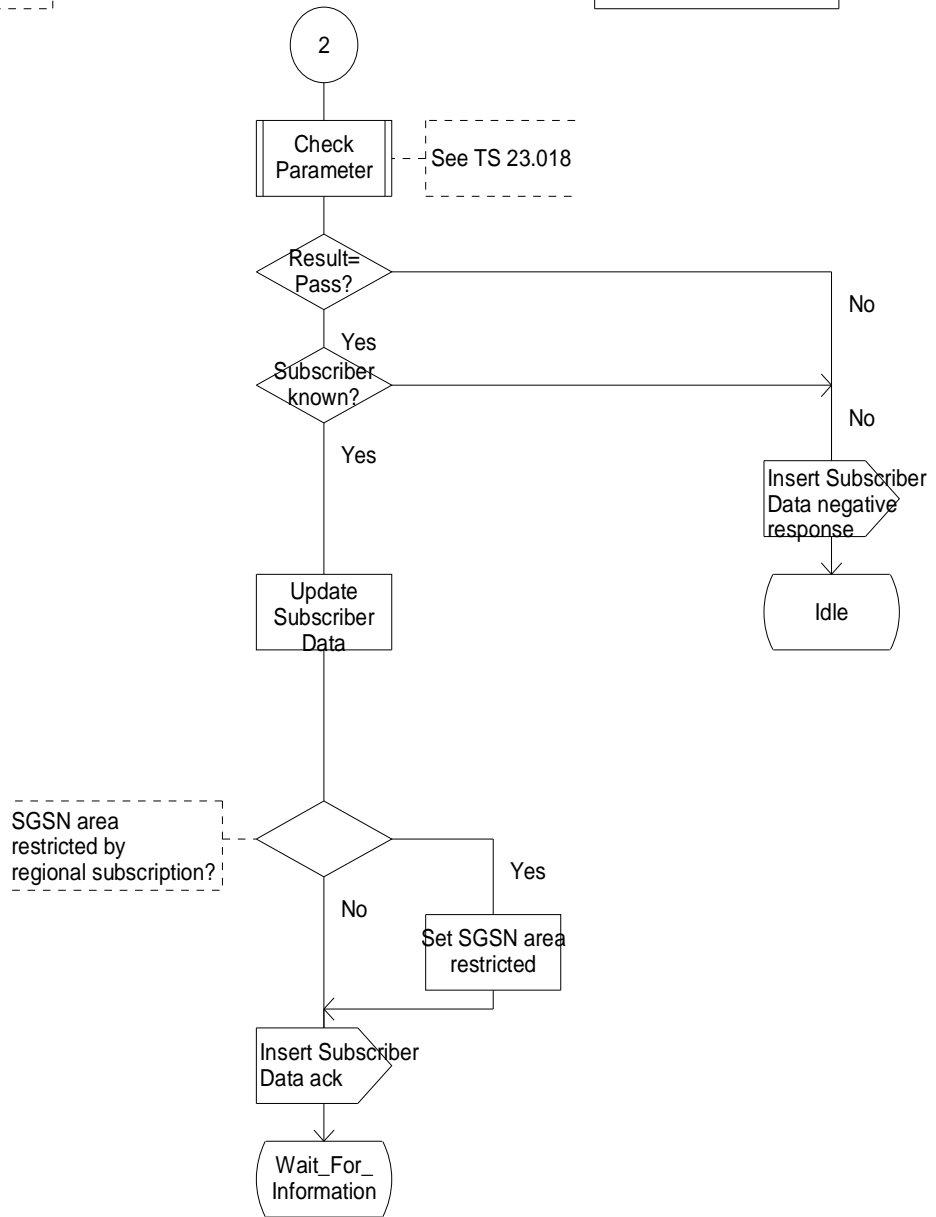 2
Check
Parameter
See TS 23.018
Result=
Pass?
No
Yes
Subscriber
known?
No
Yes
Insert Subscriber
Data negative
response
Update
Subscriber
Data
Idle
SGSN area
restricted by
regional subscription?
Yes
No
Set SGSN area
restricted
Insert Subscriber
Data ack
Wait_For_
Information